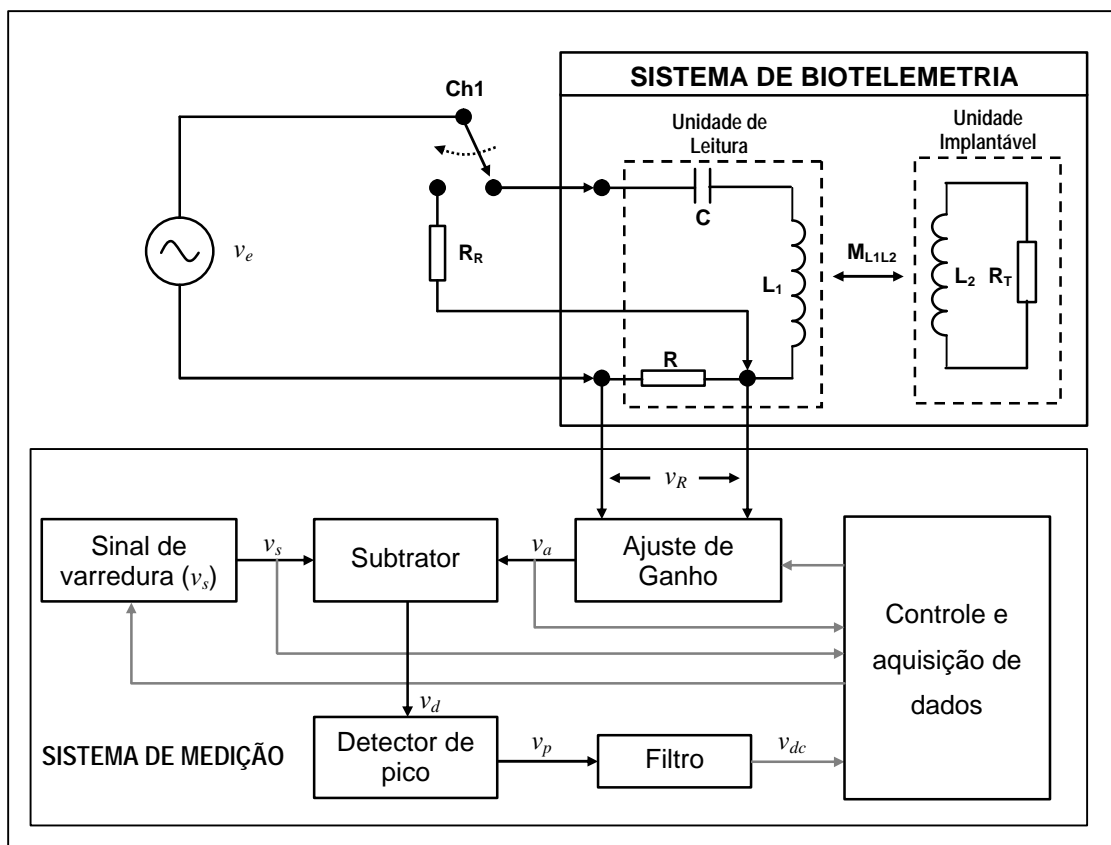 SISTEMA DE BIOTELEMETRIA
Ch1
Unidade de
Leitura
Unidade
Implantável
C
v_e
R_R
L_1
M_L1L2
L_2
R_T
R
v_R
Sinal de
varredura (v_s)
v_s
Subtrator
v_a
Ajuste de
Ganho
Controle e
aquisição de
dados
v_d
SISTEMA DE MEDIÇÃO
Detector de
pico
v_p
Filtro
v_dc